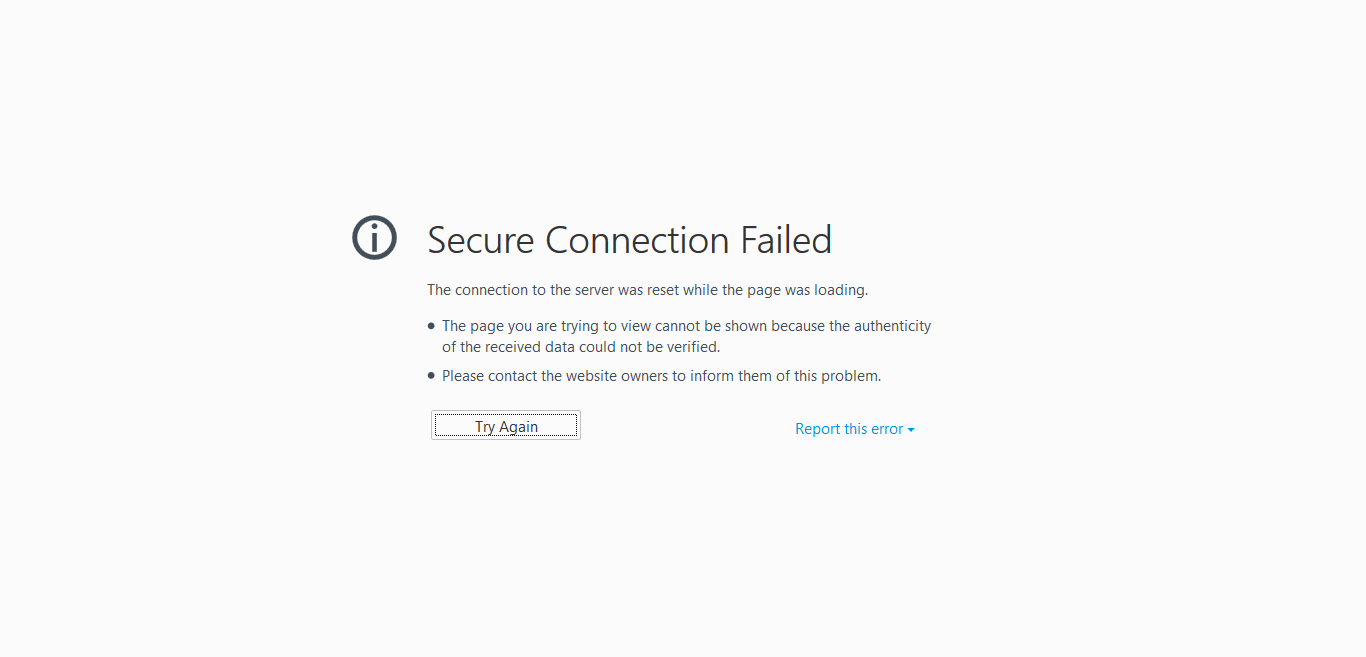 Secure Connection Failed
The connection to the server was reset while the page was loading.
• The page you are trying to view cannot be shown because the authenticity
of the received data could not be verified.
• Please contact the website owners to inform them of this problem.
Try Again
Report this error